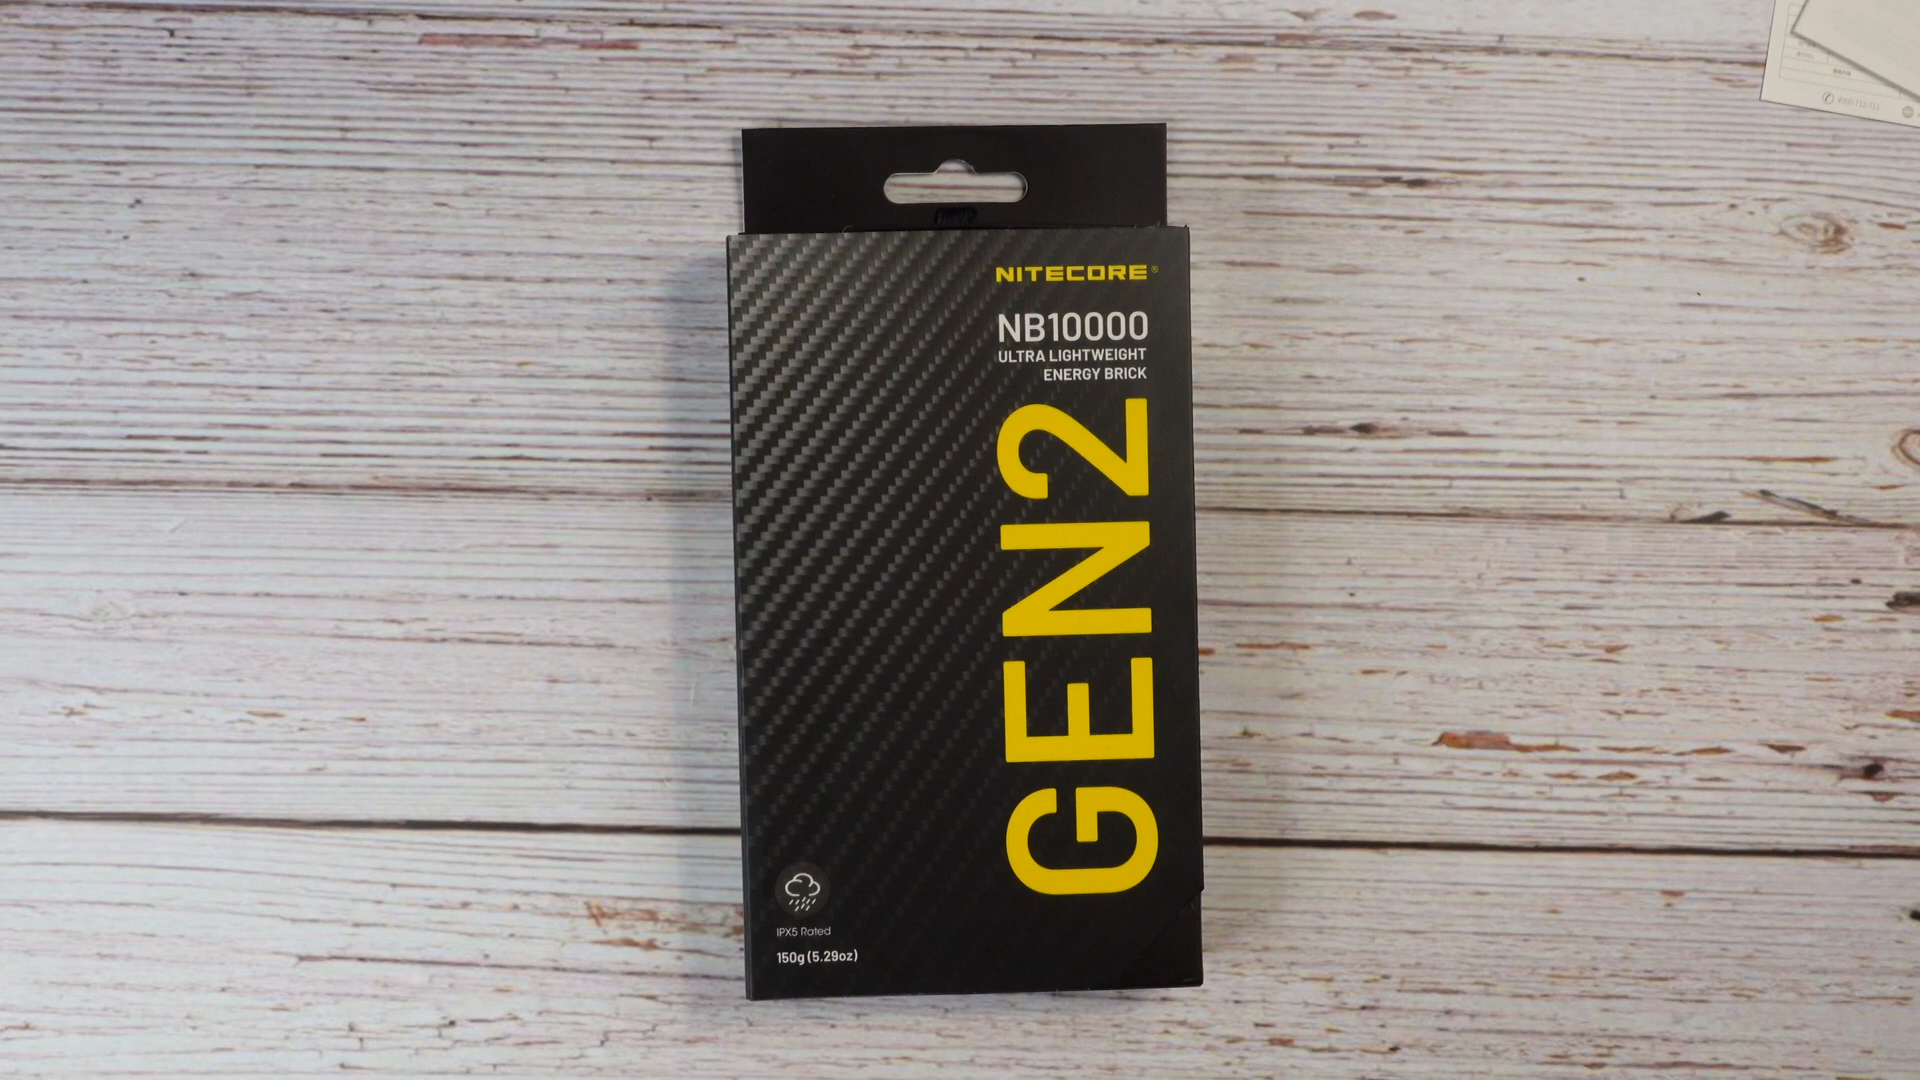 NITECORE®
NB10000
ULTRA LIGHTWEIGHT
ENERGY BRICK
GEN2
IPX5 Rated
150g (5.29oz)